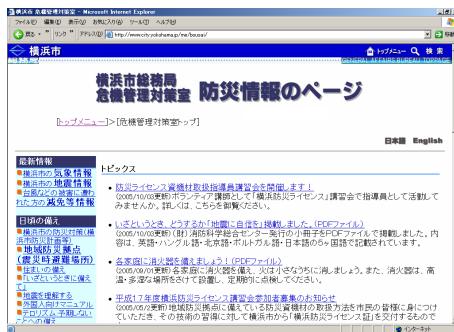 横浜市 危機管理対策室 - Microsoft Internet Explorer
ファイル(F) 編集(E) 表示(V) お気に入り(A) ツール(T) ヘルプ(H)
戻る
リンク
アドレス(D) http://www.city.yokohama.jp/me/bousai/
移動
横浜市
トップメニュー 検索
横浜市総務局
危機管理対策室 防災情報のページ
[トップメニュー]>[危機管理対策室トップ]
日本語 English
最新情報
横浜市の気象情報
横浜市の地震情報
台風などの被害に遭わ
れた方の減免等情報
日頃の備え
横浜市の防災対策(横
浜市防災計画等)
地域防災拠点
(震災時避難場所)
住まいの備え
「いざというときに備え
て」
地震を理解する
外国人向けマニュアル
テロリズム、予期しない
ことへの備え
トピックス
防災ライセンス資機材取扱指導員講習会を開催します!
(2005/10/03更新)ボランティア講師として「横浜防災ライセンス」講習会で指導員として活動して
みませんか。詳しくは、こちらを御覧ください。
いざというとき、どうするか「地震に自信を」掲載しました。(PDFファイル)
(2005/09/03更新)(財)消防科学総合センター発行の小冊子をPDFファイルで掲載しました。内
容は、英語・ハングル語・北京語・ポルトガル語・日本語の5ヶ国語で記載されています。
各家庭に消火器を備えましょう!(PDFファイル)
(2005/09/01更新)各家庭に消火器を備え、火は小さなうちに消しましょう。また、消火器は、高
温・多湿な場所をさけて設置し、定期的に点検してください。
平成17年度横浜防災ライセンス講習会参加者募集のお知らせ
(2005/05/2更新)地域防災拠点に備えている防災資機材の取扱方法を市民の皆様に身につけ
ていただき、その技術の習得に対して横浜市から「横浜防災ライセンス証」を交付するもので
インターネット